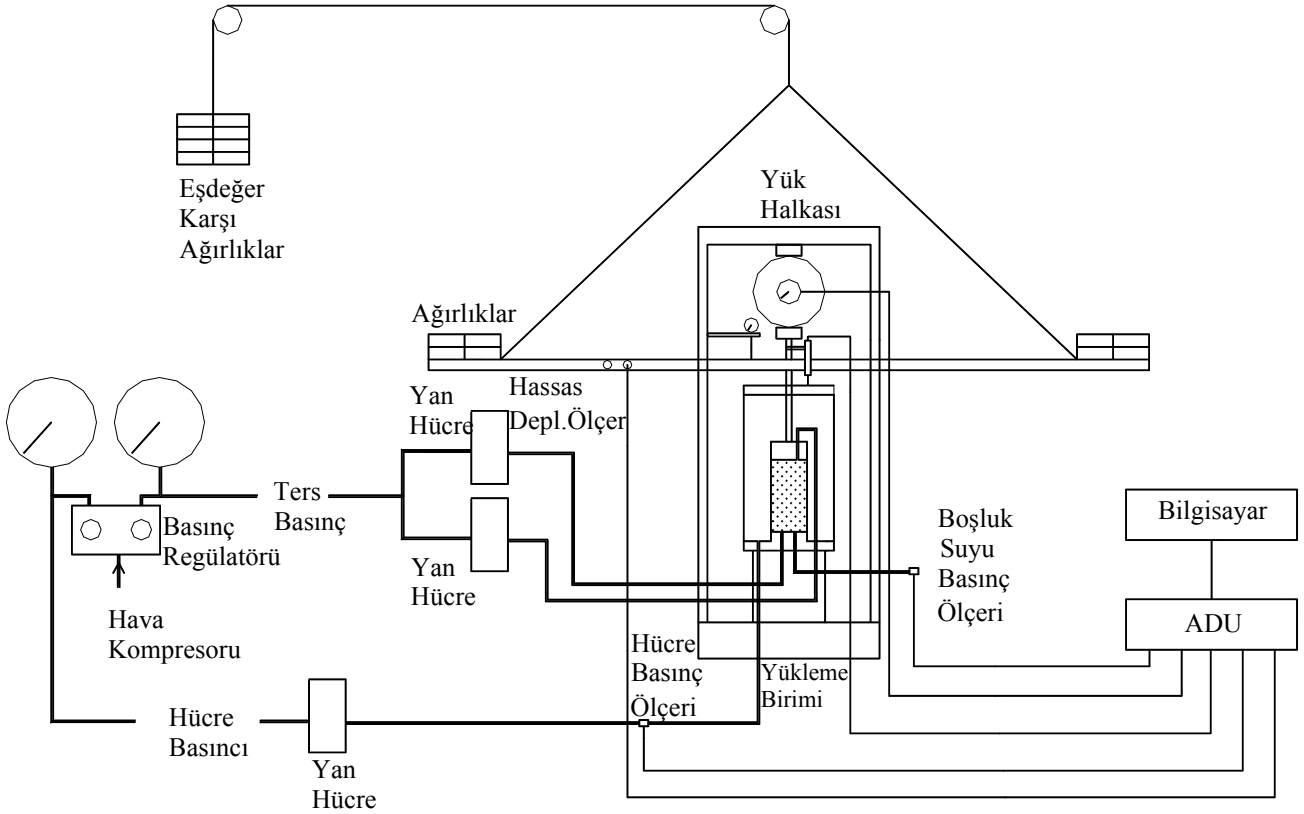 Eşdeğer
Karşı
Ağırlıklar
Yük
Halkası
Ağırlıklar
Yan
Hücre
Hassas
Depl.Ölçer
Ters
Basınç
Basınç
Regülatörü
Yan
Hücre
Hava
Kompresoru
Boşluk
Suyu
Basınç
Ölçeri
Bilgisayar
ADU
Hücre
Basınç
Ölçeri
Yükleme
Birimi
Hücre
Basıncı
Yan
Hücre